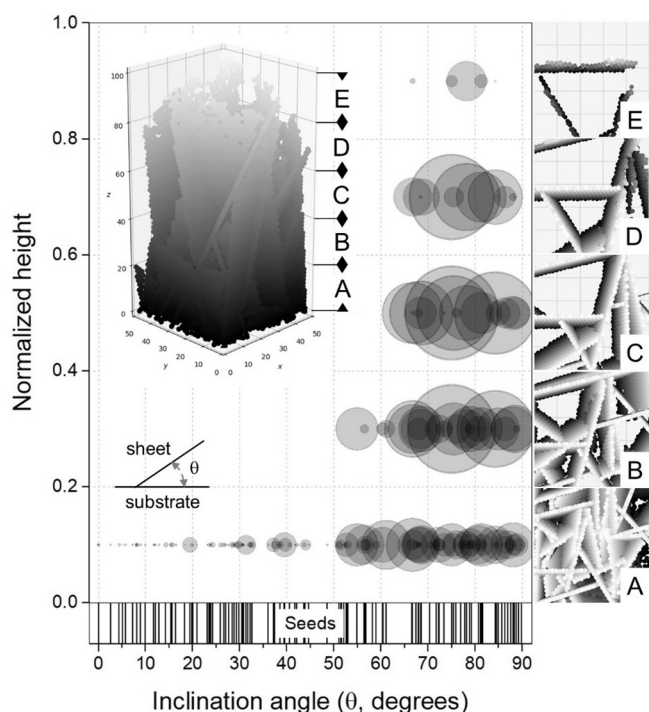 1.0
0.8
0.6
0.4
0.2
0.0
Normalized height
100
80
60
40
20
0
z
50
40
30
20
10
0
y
0
10
20
30
40
50
x
E
D
C
B
A
sheet
θ
substrate
E
D
C
B
A
Seeds
0 10 20 30 40 50 60 70 80 90
Inclination angle (θ, degrees)